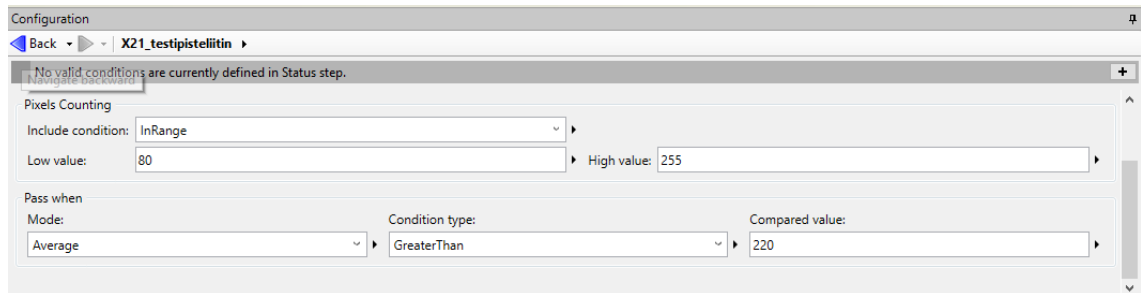 Configuration
Back X21_testipisteliitin
No valid conditions are currently defined in Status step.
Navigate backward
Pixels Counting
Include condition: InRange
Low value: 80 High value: 255
Pass when
Mode: Condition type: Compared value:
Average GreaterThan 220